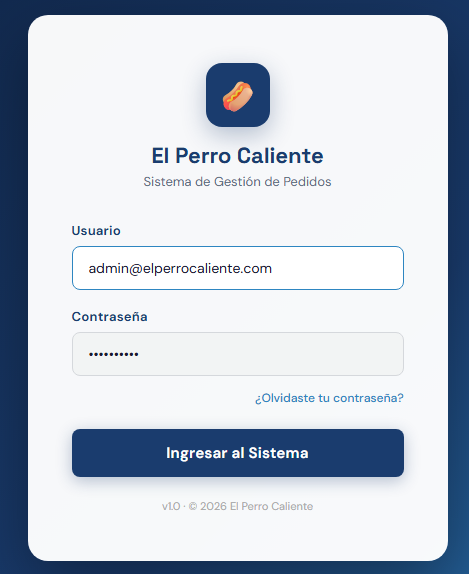 El Perro Caliente
Sistema de Gestión de Pedidos
Usuario
admin@elperrocaliente.com
Contraseña
••••••••••
¿Olvidaste tu contraseña?
Ingresar al Sistema
v1.0 · © 2026 El Perro Caliente